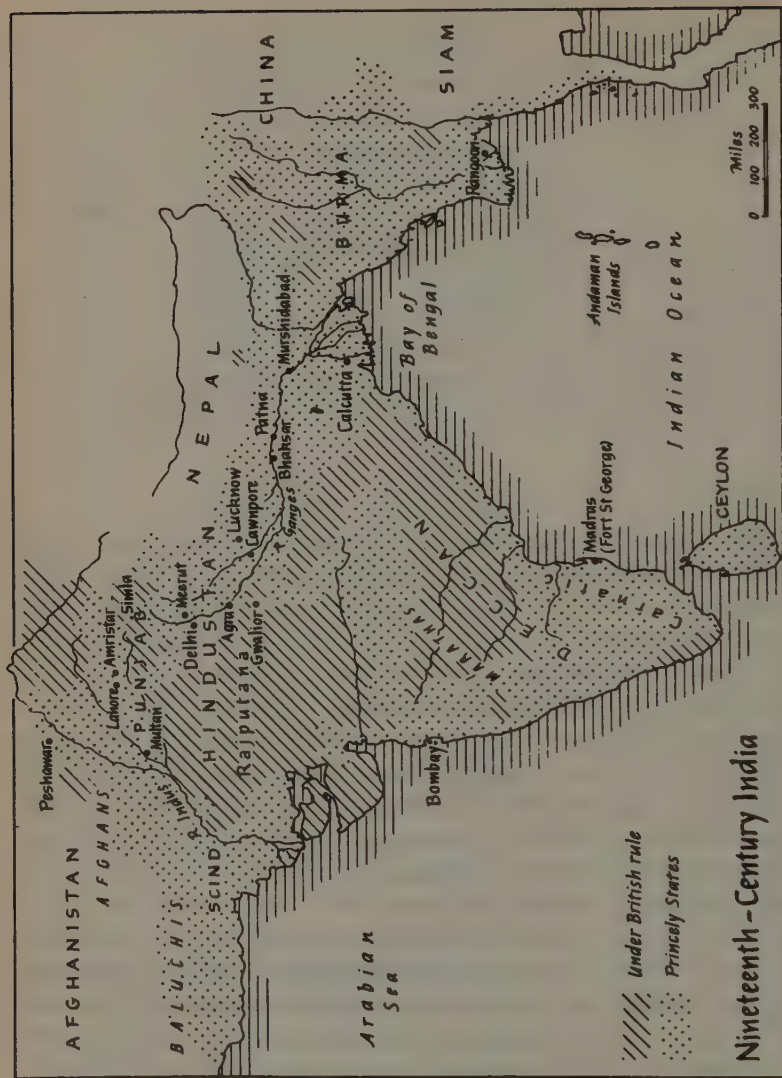 AFGHANISTAN
AFGHANS
BALUCHIS
SCIND
Peshawar
Lahore
Amristar
PUNJAB
Simla
Multan
R. Indus
Meerut
Delhi
HINDUSTAN
Rajputana
Agra
Gwalior
Lucknow
Cawnpore
R. Ganges
NEPAL
Patna
Bhaksar
Murshidabad
Calcutta
CHINA
BURMA
SIAM
Rangoon
Bay of
Bengal
Arabian
Sea
Bombay
MARATHAS
DECCAN
Carnatic
Madras
(Fort St George)
CEYLON
Andaman
Islands
Indian Ocean
Miles
0 100 200 300
Under British rule
Princely States
Nineteenth-Century India